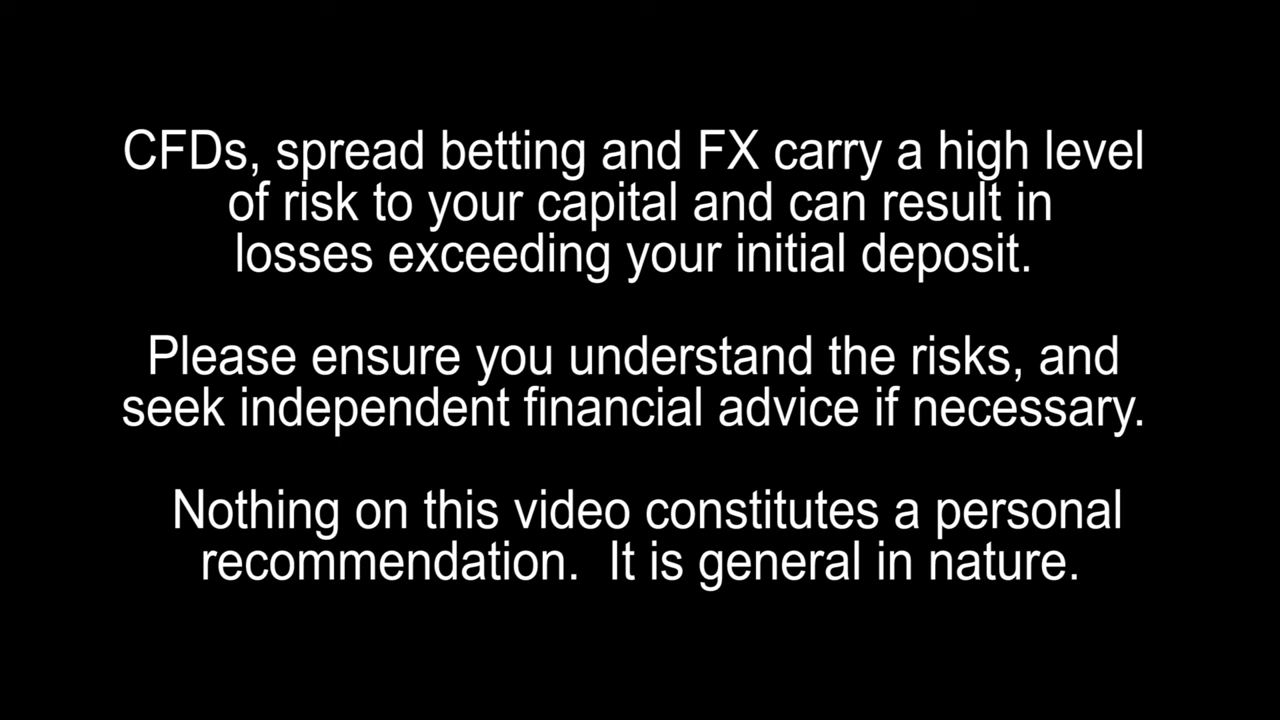 CFDs, spread betting and FX carry a high level
of risk to your capital and can result in
losses exceeding your initial deposit.
Please ensure you understand the risks, and
seek independent financial advice if necessary.
Nothing on this video constitutes a personal
recommendation.  It is general in nature.